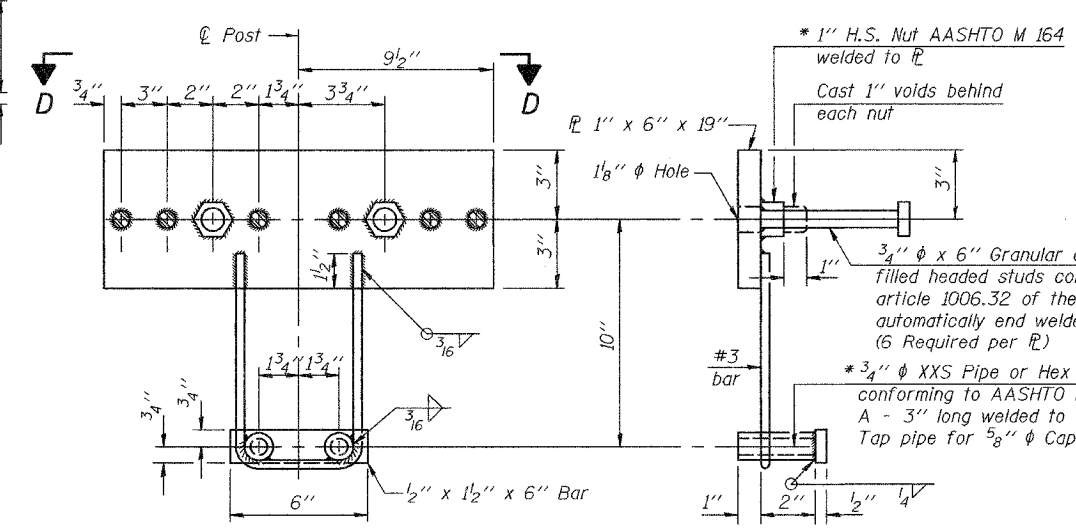 ℄ Post
9½"
D
D
¾" 3" 2" 2" 1¾" 3¾"
3"
3"
1½"
3/16
10"
1¾" 1¾"
¾"
¾"
3/16
½" x 1½" x 6" Bar
6"
* 1" H.S. Nut AASHTO M 164
welded to ℞
Cast 1" voids behind
each nut
℞ 1" x 6" x 19"
1⅛" ϕ Hole
3"
1"
¾" ϕ x 6" Granular
filled headed studs
article 1006.32 of the
automatically end
(6 Required per ℞)
#3
bar
* ¾" ϕ XXS Pipe or Hex
conforming to AASHTO
A - 3" long welded to
Tap pipe for ⅝" ϕ
1" 2" ½"
¼